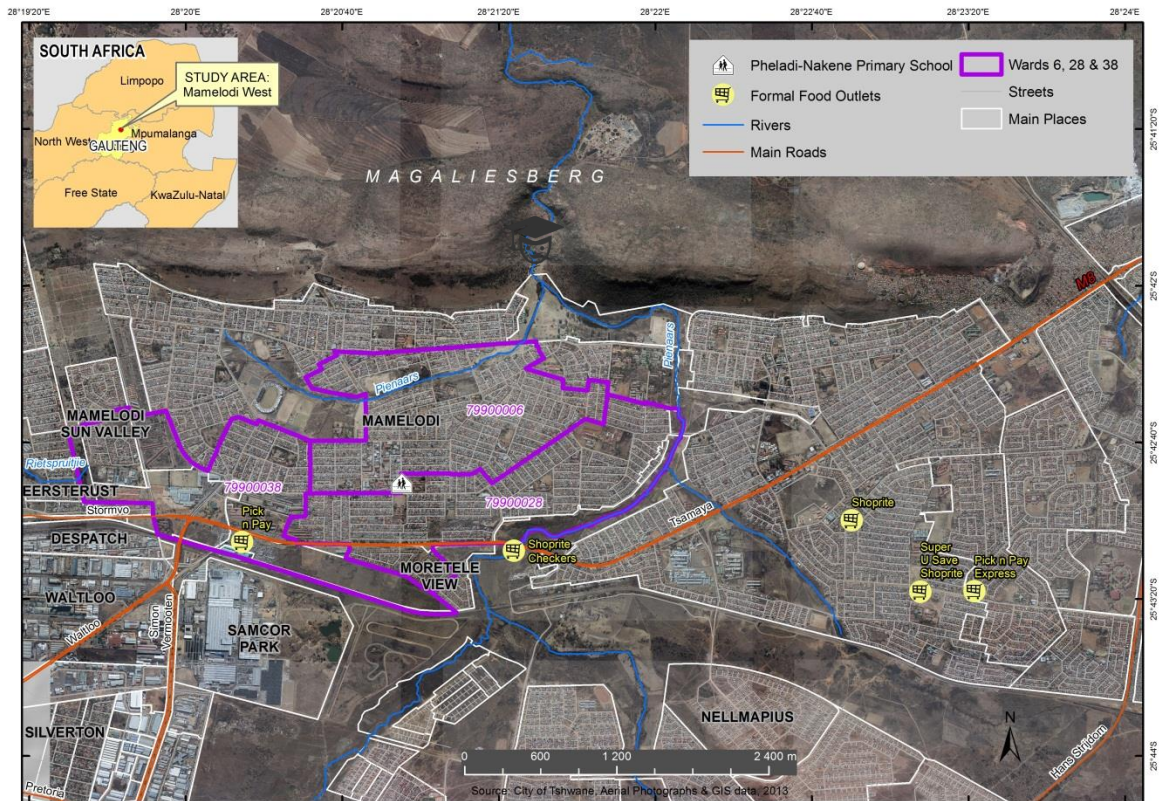 28°19'20"E
28°20'E
28°20'40"E
28°21'20"E
28°22'E
28°22'40"E
28°23'20"E
28°24'E
SOUTH AFRICA
Limpopo
STUDY AREA:
Mamelodi West
North West
Mpumalanga
GAUTENG
Free State
KwaZulu-Natal
Pheladi-Nakene Primary School
Formal Food Outlets
Rivers
Main Roads
Wards 6, 28 & 38
Streets
Main Places
25°41'20"S
MAGALIESBERG
25°42'S
M8
Pienaars
Pienaars
MAMELODI
SUN VALLEY
MAMELODI
79900006
25°42'40"S
Rietspruitjie
EERSTERUST
79900038
79900028
Stormvo
Pick
n Pay
Tsamaya
Shoprite
DESPATCH
Shoprite
Checkers
Super
U Save
Shoprite
Pick n Pay
Express
MORETELE
VIEW
WALTLOO
25°43'20"S
Waltloo
Simon
Vermooten
SAMCOR
PARK
NELLMAPIUS
SILVERTON
N
Hans Strijdom
0 600 1 200 2 400 m
25°44'S
Pretoria
Source: City of Tshwane, Aerial Photographs & GIS data, 2013